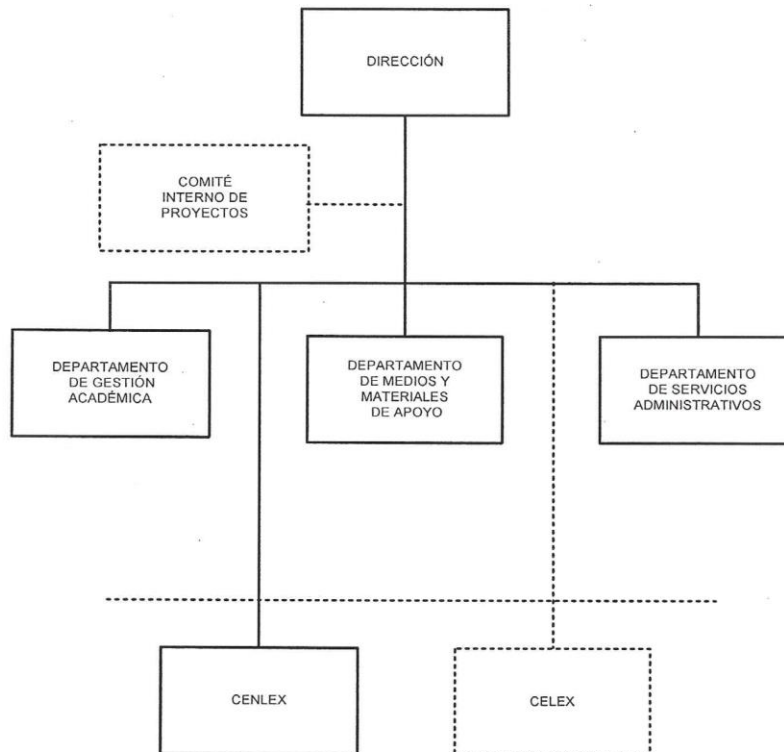 DIRECCIÓN
COMITÉ
INTERNO DE
PROYECTOS
DEPARTAMENTO
DE GESTIÓN
ACADÉMICA
DEPARTAMENTO
DE MEDIOS Y
MATERIALES
DE APOYO
DEPARTAMENTO
DE SERVICIOS
ADMINISTRATIVOS
CENLEX
CELEX